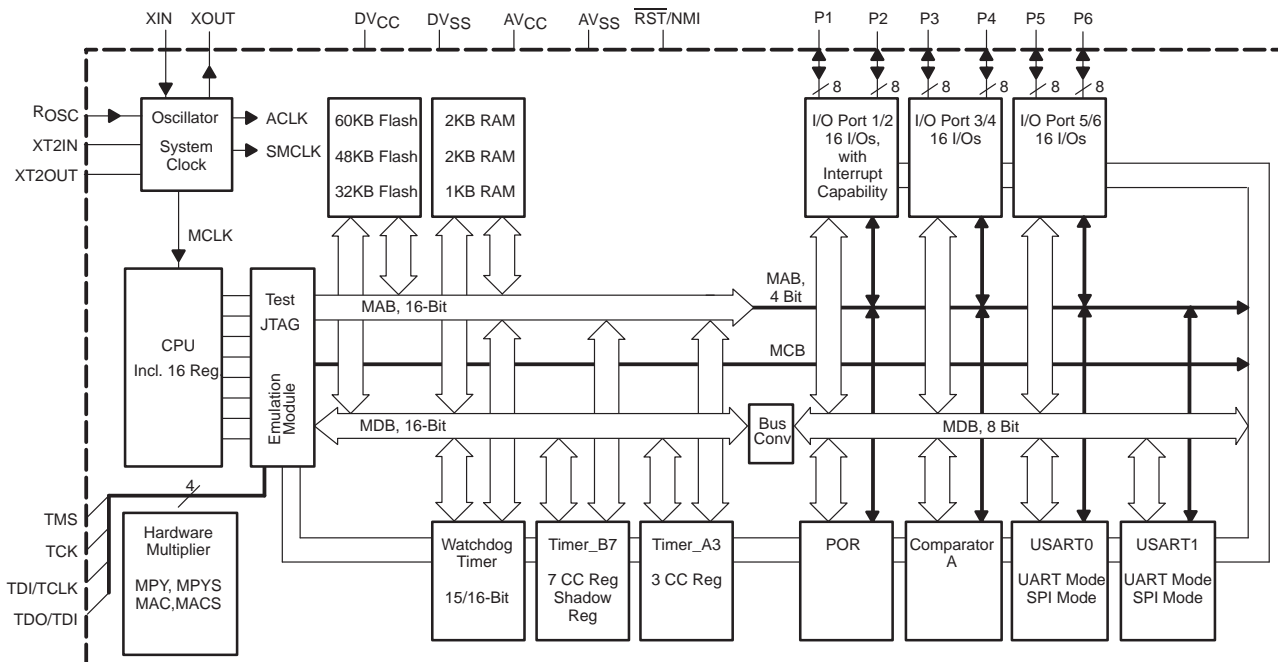 XIN XOUT DVCC DVSS AVCC AVSS RST/NMI P1 P2 P3 P4 P5 P6
8 8 8 8 8 8
ROSC
XT2IN
XT2OUT
Oscillator
System
Clock
ACLK
SMCLK
MCLK
60KB Flash
48KB Flash
32KB Flash
2KB RAM
2KB RAM
1KB RAM
I/O Port 1/2
16 I/Os,
with
Interrupt
Capability
I/O Port 3/4
16 I/Os
I/O Port 5/6
16 I/Os
CPU
Incl. 16 Reg.
Test
JTAG
Emulation
Module
MAB, 16-Bit
MAB,
4 Bit
MCB
MDB, 16-Bit
Bus
Conv
MDB, 8 Bit
4
TMS
TCK
TDI/TCLK
TDO/TDI
Hardware
Multiplier
MPY, MPYS
MAC,MACS
Watchdog
Timer
15/16-Bit
Timer_B7
7 CC Reg
Shadow
Reg
Timer_A3
3 CC Reg
POR
Comparator
A
USART0
UART Mode
SPI Mode
USART1
UART Mode
SPI Mode